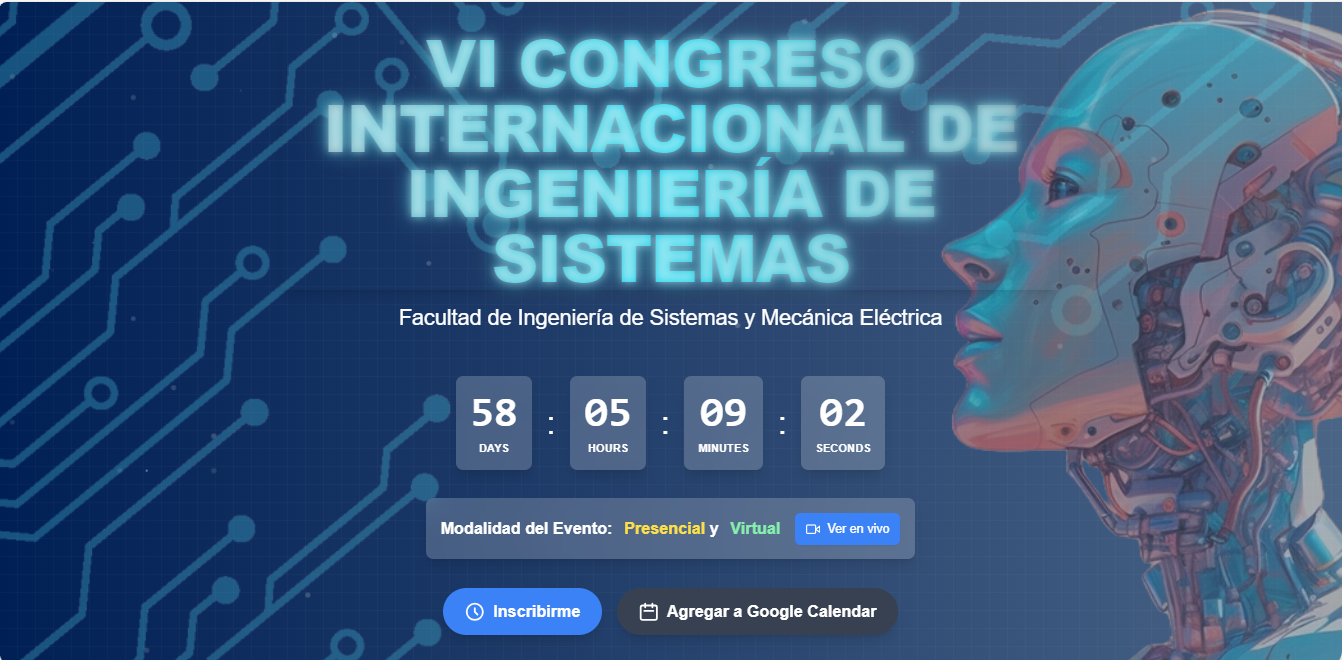 VI CONGRESO
INTERNACIONAL DE
INGENIERÍA DE
SISTEMAS
Facultad de Ingeniería de Sistemas y Mecánica Eléctrica
58 : 05 : 09 : 02
DAYS HOURS MINUTES SECONDS
Modalidad del Evento: Presencial y Virtual Ver en vivo
Inscribirme Agregar a Google Calendar